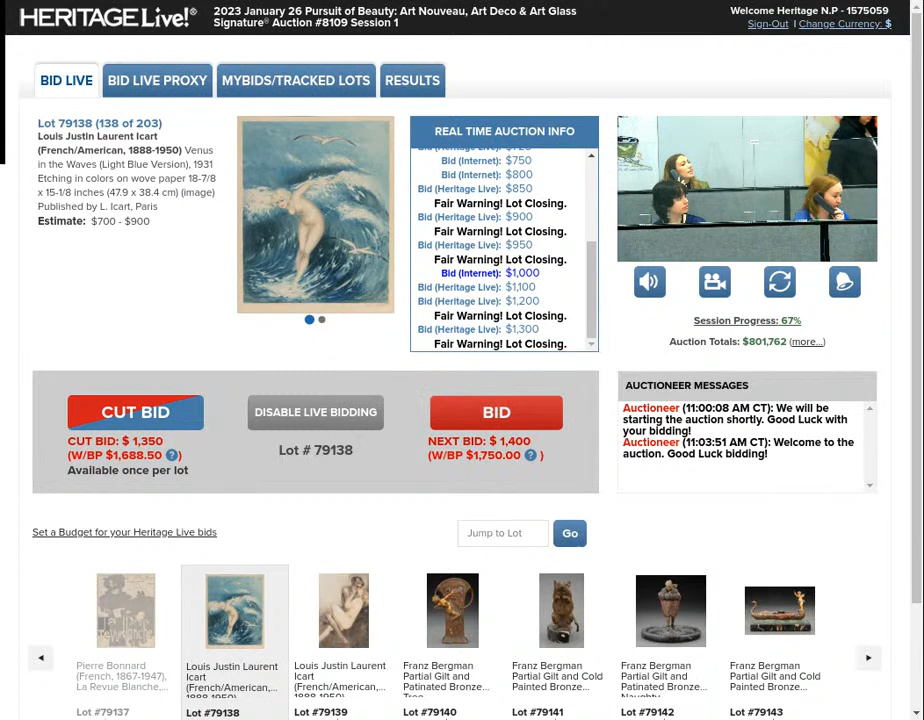 HERITAGE Live!®
2023 January 26 Pursuit of Beauty: Art Nouveau, Art Deco & Art Glass
Signature® Auction #8109 Session 1
Welcome Heritage N.P - 1575059
Sign-Out | Change Currency: $
BID LIVE
BID LIVE PROXY
MYBIDS/TRACKED LOTS
RESULTS
Lot 79138 (138 of 203)
Louis Justin Laurent Icart
(French/American, 1888-1950) Venus
in the Waves (Light Blue Version), 1931
Etching in colors on wove paper 18-7/8
x 15-1/8 inches (47.9 x 38.4 cm) (image)
Published by L. Icart, Paris
Estimate: $700 - $900
REAL TIME AUCTION INFO
Bid (Internet): $750
Bid (Internet): $800
Bid (Heritage Live): $850
Fair Warning! Lot Closing.
Bid (Heritage Live): $900
Fair Warning! Lot Closing.
Bid (Heritage Live): $950
Fair Warning! Lot Closing.
Bid (Internet): $1,000
Bid (Heritage Live): $1,100
Bid (Heritage Live): $1,200
Fair Warning! Lot Closing.
Bid (Heritage Live): $1,300
Fair Warning! Lot Closing.
Session Progress: 67%
Auction Totals: $801,762 (more...)
CUT BID
CUT BID: $ 1,350
(W/BP $1,688.50 ?)
Available once per lot
DISABLE LIVE BIDDING
Lot # 79138
BID
NEXT BID: $ 1,400
(W/BP $1,750.00 ? )
AUCTIONEER MESSAGES
Auctioneer (11:00:08 AM CT): We will be
starting the auction shortly. Good Luck with
your bidding!
Auctioneer (11:03:51 AM CT): Welcome to the
auction. Good Luck bidding!
Set a Budget for your Heritage Live bids
Jump to Lot
Go
Pierre Bonnard
(French, 1867-1947),
La Revue Blanche,...
Lot #79137
Louis Justin Laurent
Icart
(French/American,...
1888-1950)
Lot #79138
Louis Justin Laurent
Icart
(French/American,...
1888-1950)
Lot #79139
Franz Bergman
Partial Gilt and
Patinated Bronze...
Tree
Lot #79140
Franz Bergman
Partial Gilt and Cold
Painted Bronze...
Lot #79141
Franz Bergman
Partial Gilt and
Patinated Bronze...
Naughty
Lot #79142
Franz Bergman
Partial Gilt and Cold
Painted Bronze...
Lot #79143